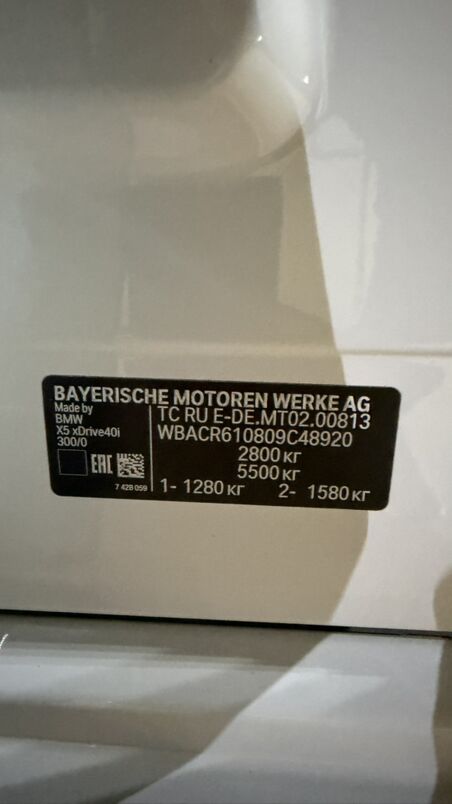 BAYERISCHE MOTOREN WERKE AG
Made by
BMW
X5 xDrive40i
300/0
EAC
7 428 059
TC RU E-DE.MT02.00813
WBACR610809C48920
2800 кг
5500 кг
1- 1280 кг 2- 1580 кг